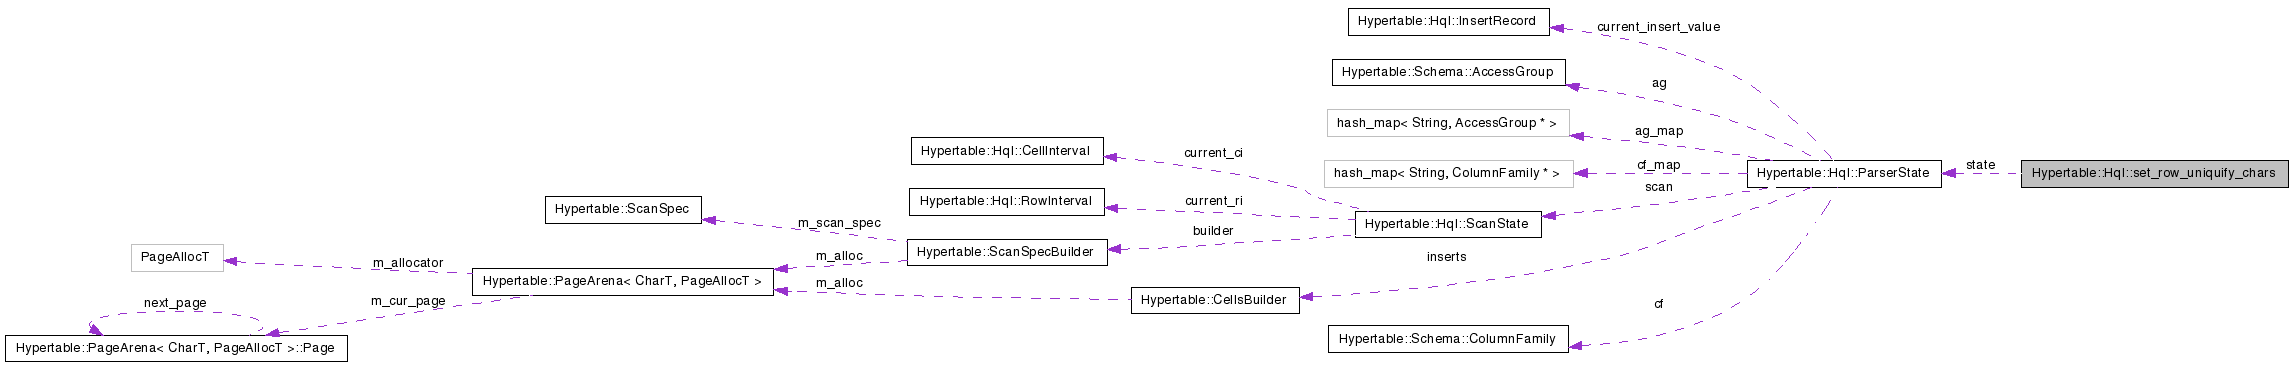 Hypertable::Hql::InsertRecord
current_insert_value
Hypertable::Schema::AccessGroup
ag
hash_map< String, AccessGroup * >
ag_map
Hypertable::Hql::CellInterval
current_ci
hash_map< String, ColumnFamily * >
cf_map
Hypertable::Hql::ParserState
state
Hypertable::Hql::set_row_uniquify_chars
scan
Hypertable::Hql::RowInterval
current_ri
Hypertable::ScanSpec
m_scan_spec
Hypertable::Hql::ScanState
builder
Hypertable::ScanSpecBuilder
PageAllocT
m_allocator
m_alloc
inserts
Hypertable::PageArena< CharT, PageAllocT >
m_alloc
next_page
m_cur_page
Hypertable::CellsBuilder
cf
Hypertable::Schema::ColumnFamily
Hypertable::PageArena< CharT, PageAllocT >::Page